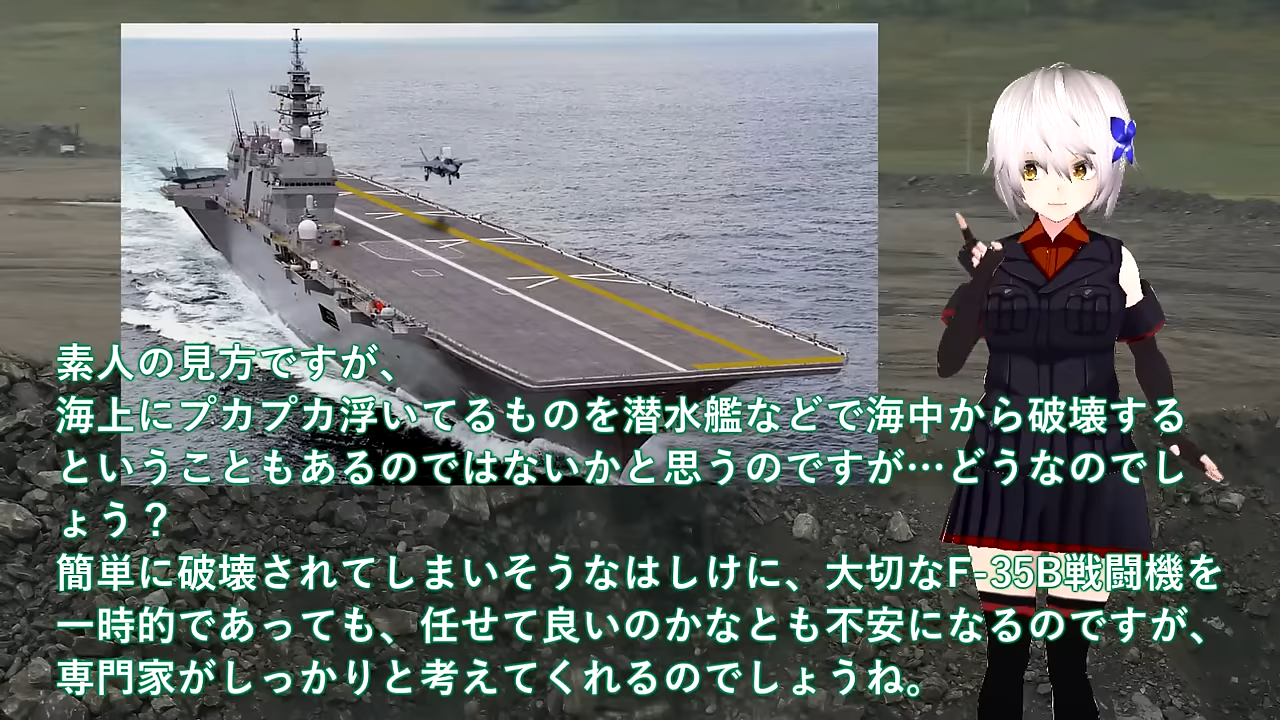 素人の見方ですが、
海上にプカプカ浮いてるものを潜水艦などで海中から破壊する
ということもあるのではないかと思うのですが…どうなのでし
ょう？
簡単に破壊されてしまいそうなはしけに、大切なF-35B戦闘機を
一時的であっても、任せて良いのかなとも不安になるのですが、
専門家がしっかりと考えてくれるのでしょうね。